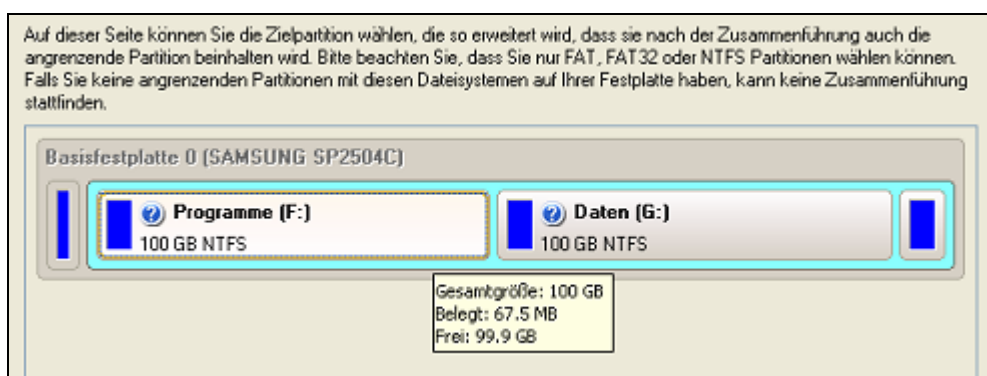 Auf dieser Seite können Sie die Zielpartition wählen, die so erweitert wird, dass sie nach der Zusammenführung auch die
angrenzende Partition beinhalten wird. Bitte beachten Sie, dass Sie nur FAT, FAT32 oder NTFS Partitionen wählen können.
Falls Sie keine angrenzenden Partitionen mit diesen Dateisystemen auf Ihrer Festplatte haben, kann keine Zusammenführung
stattfinden.
Basisfestplatte 0 (SAMSUNG SP2504C)
Programme (F:)
100 GB NTFS
Daten (G:)
100 GB NTFS
Gesamtgröße: 100 GB
Belegt: 67.5 MB
Frei: 99.9 GB